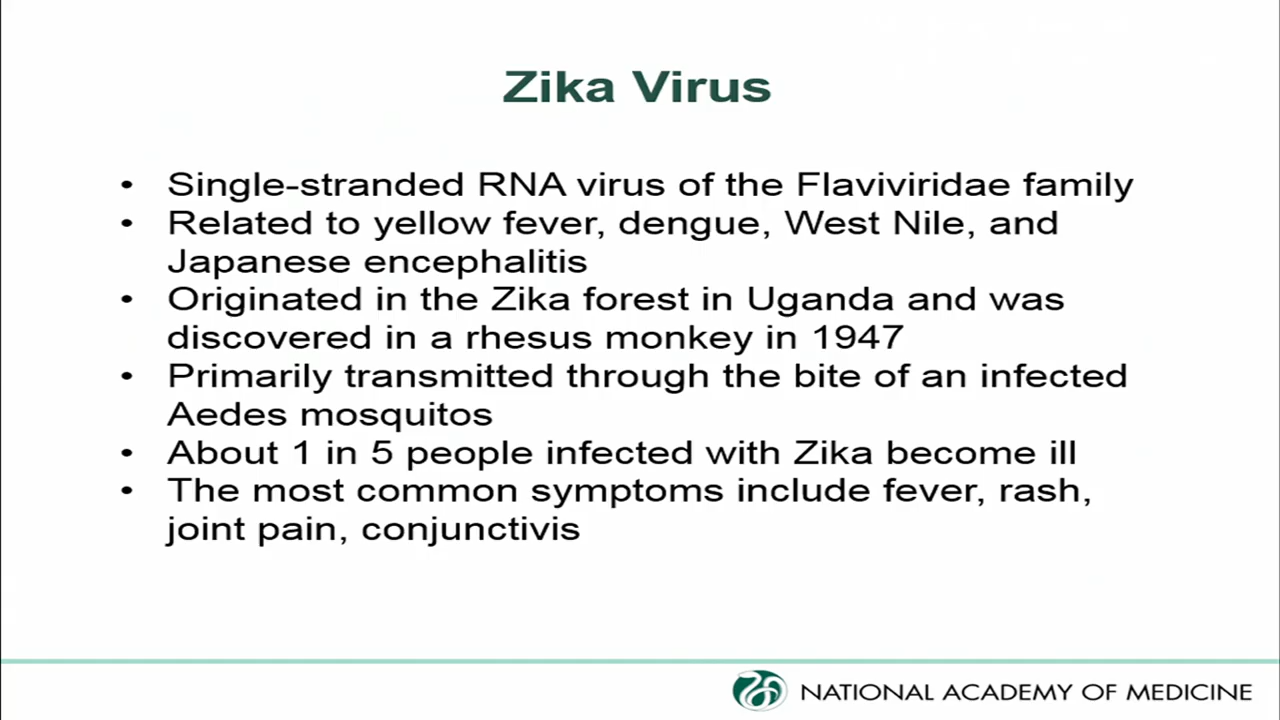 Zika Virus
• Single-stranded RNA virus of the Flaviviridae family
• Related to yellow fever, dengue, West Nile, and
Japanese encephalitis
• Originated in the Zika forest in Uganda and was
discovered in a rhesus monkey in 1947
• Primarily transmitted through the bite of an infected
Aedes mosquitos
• About 1 in 5 people infected with Zika become ill
• The most common symptoms include fever, rash,
joint pain, conjunctivis
NATIONAL ACADEMY OF MEDICINE